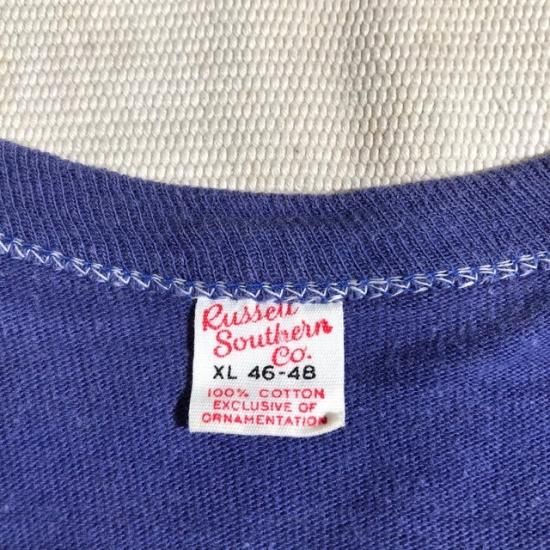 Russell
Southern
Co.
XL 46-48
100% COTTON
EXCLUSIVE OF
ORNAMENTATION